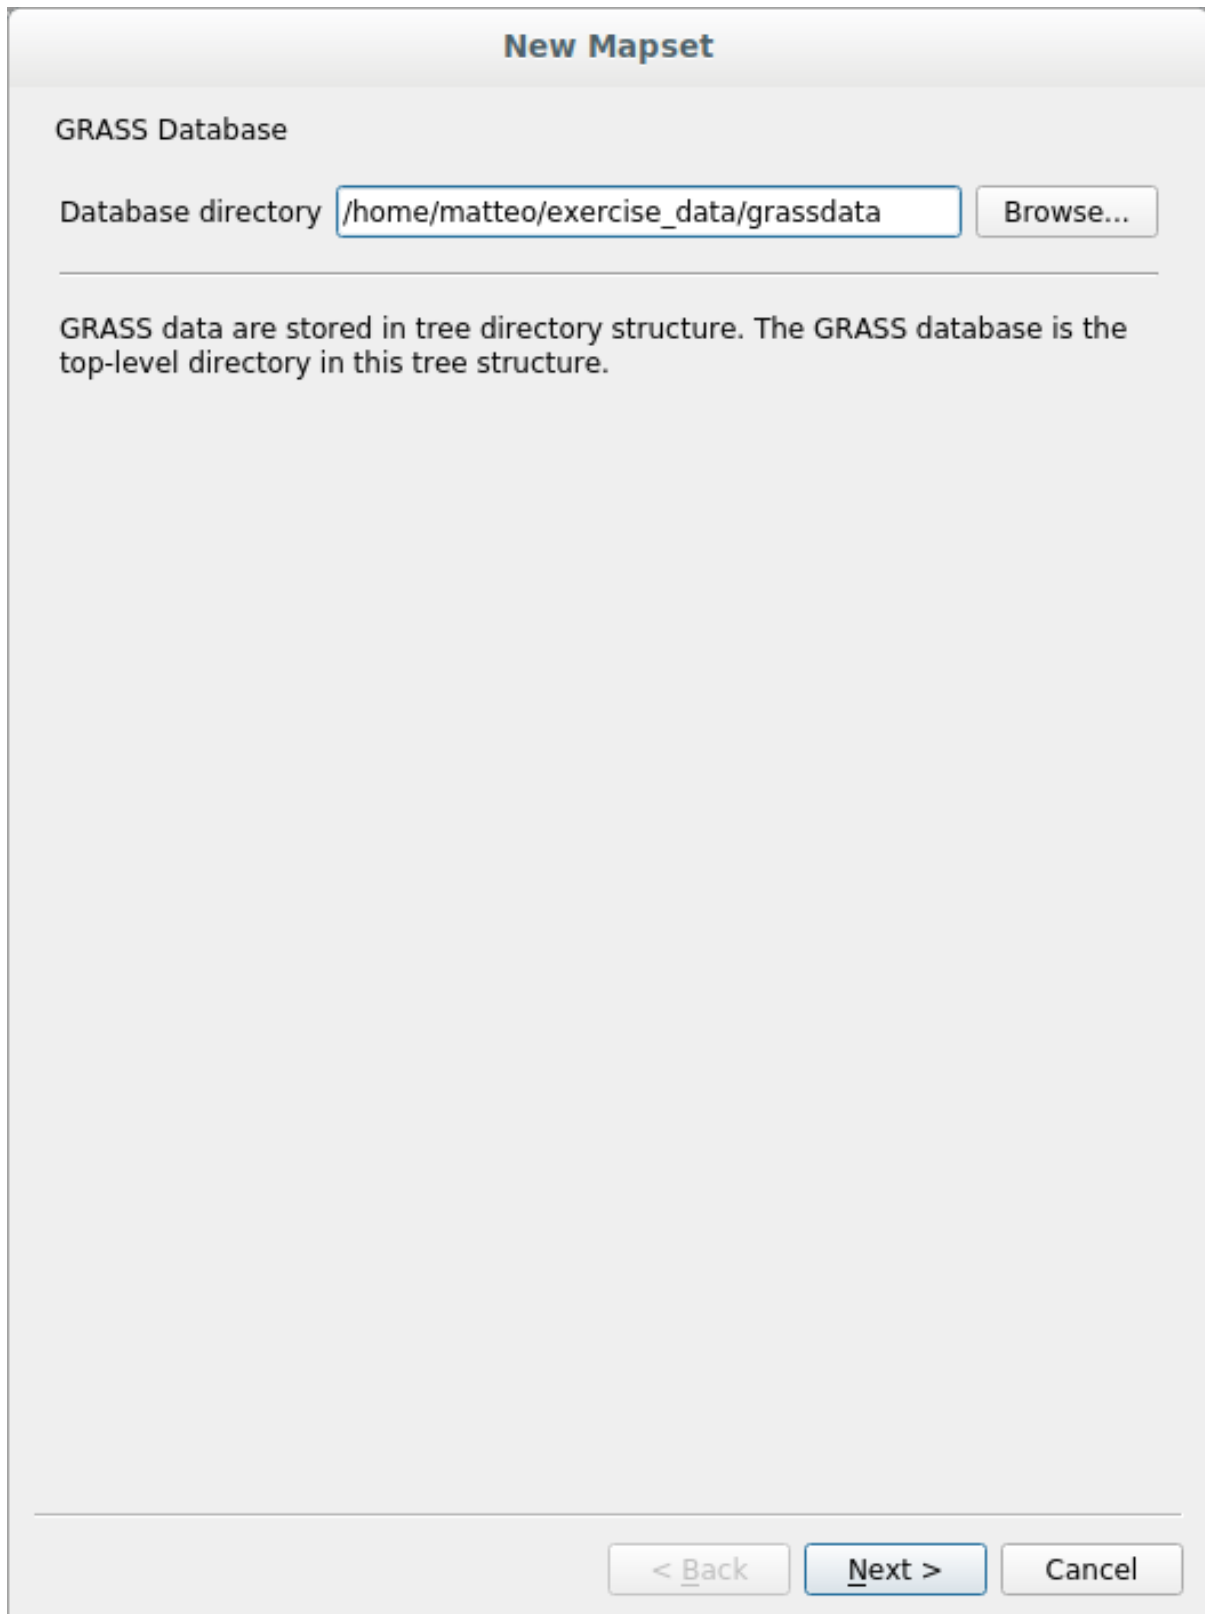 New Mapset
GRASS Database
Database directory /home/matteo/exercise_data/grassdata Browse...
GRASS data are stored in tree directory structure. The GRASS database is the
top-level directory in this tree structure.
< Back Next > Cancel